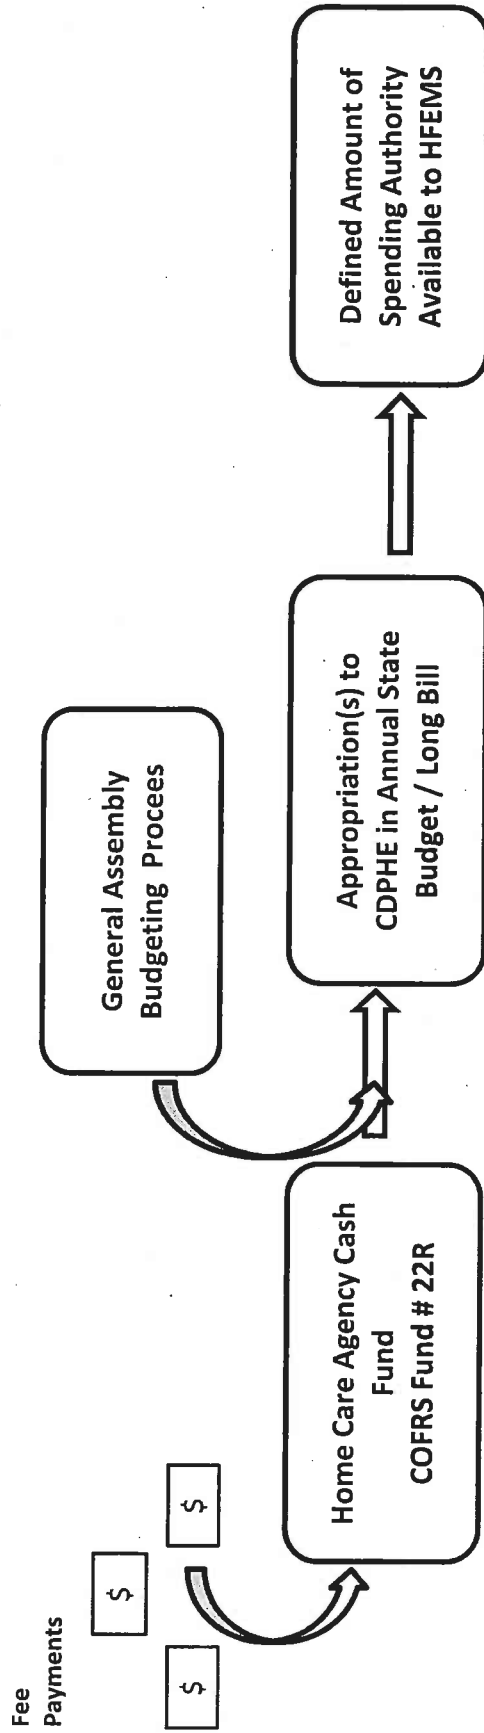 Fee
Payments
$
$
$
Home Care Agency Cash
Fund
COFRS Fund # 22R
General Assembly
Budgeting Procees
Appropriation(s) to
CDPHE in Annual State
Budget / Long Bill
Defined Amount of
Spending Authority
Available to HFEMS